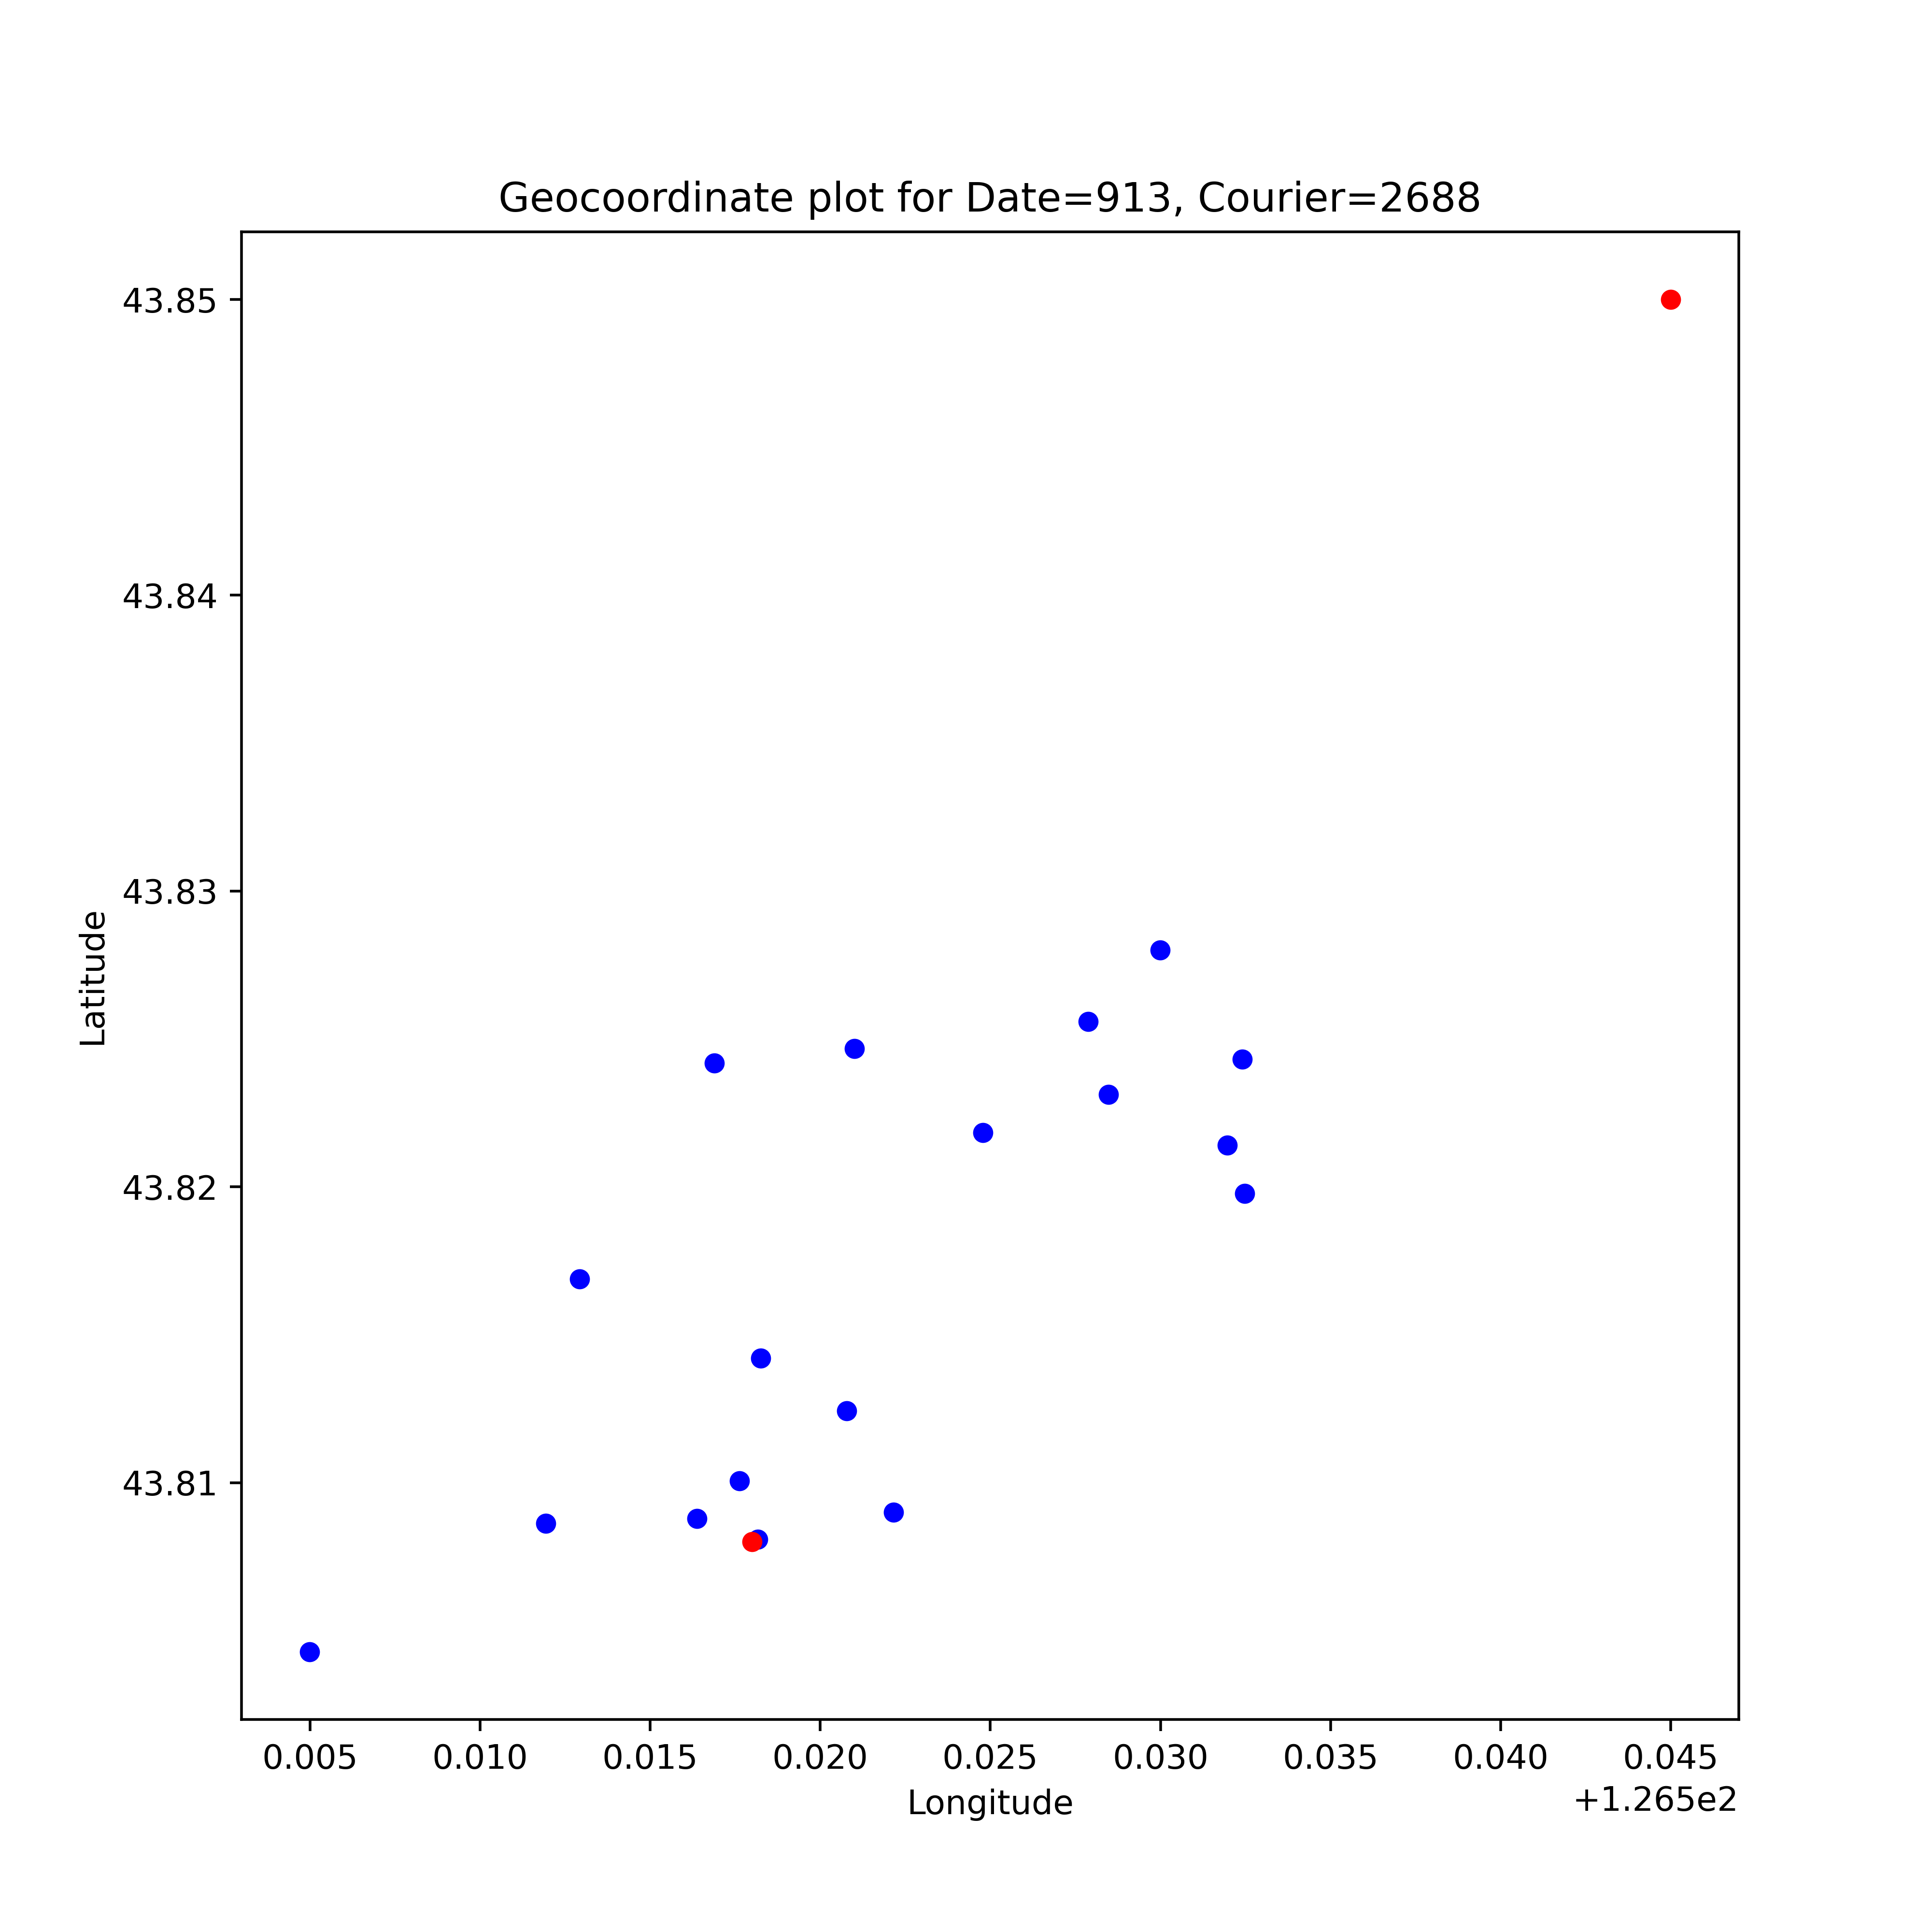 Geocoordinate plot for Date=913, Courier=2688
43.85
43.84
43.83
43.82
43.81
Latitude
0.005 0.010 0.015 0.020 0.025 0.030 0.035 0.040 0.045
Longitude
+1.265e2